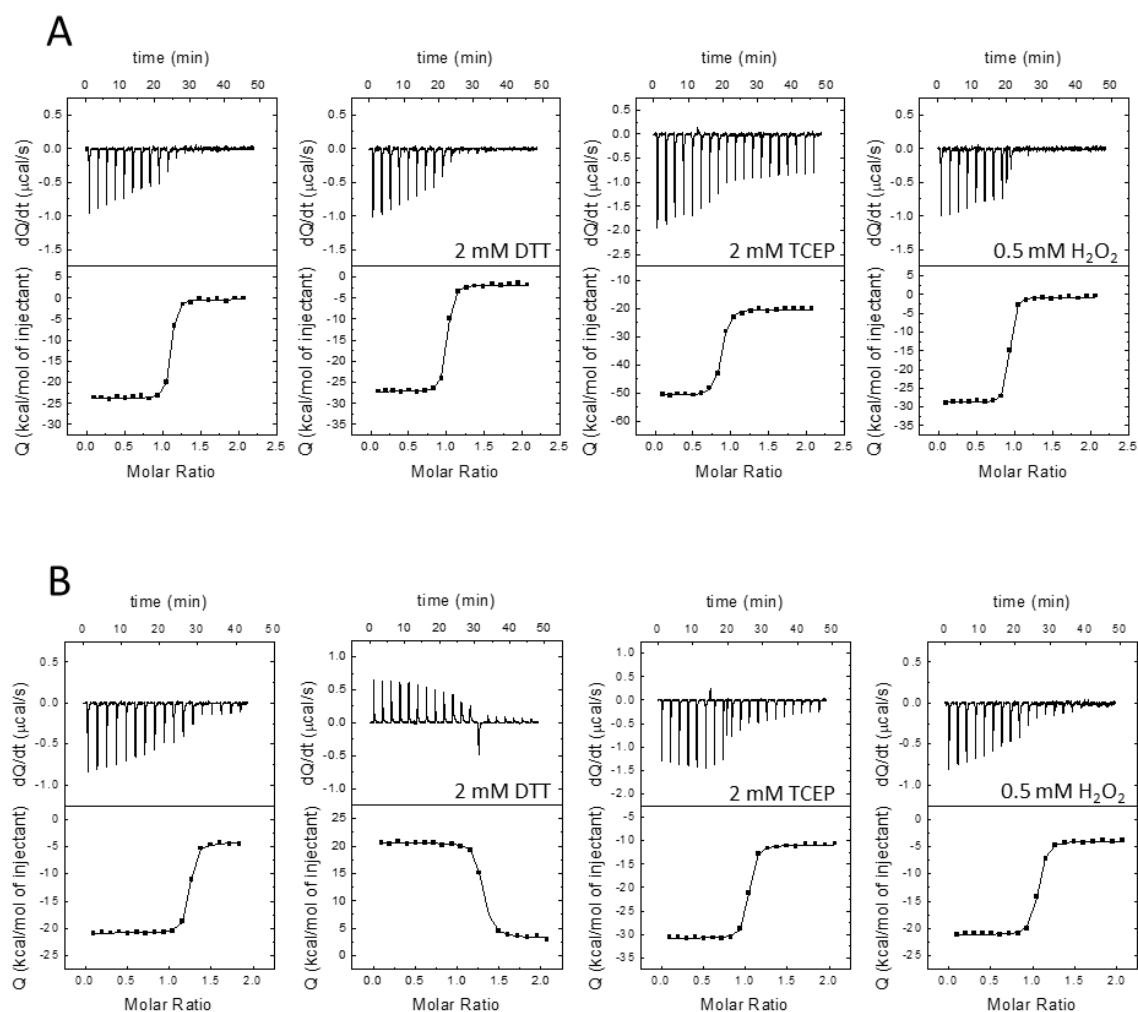 A
time (min) time (min) time (min) time (min)
0 10 20 30 40 50 0 10 20 30 40 50 0 10 20 30 40 50 0 10 20 30 40 50
dQ/dt (μcal/s) 0.5 0.0 -0.5 -1.0 -1.5
dQ/dt (μcal/s) 0.5 0.0 -0.5 -1.0 -1.5 2 mM DTT
dQ/dt (μcal/s) 0.5 0.0 -0.5 -1.0 -1.5 -2.0 -2.5 2 mM TCEP
dQ/dt (μcal/s) 0.5 0.0 -0.5 -1.0 -1.5 0.5 mM H₂O₂
Q (kcal/mol of injectant) 5 0 -5 -10 -15 -20 -25 -30
Q (kcal/mol of injectant) 0 -5 -10 -15 -20 -25 -30 -35
Q (kcal/mol of injectant) -10 -20 -30 -40 -50 -60
Q (kcal/mol of injectant) 5 0 -5 -10 -15 -20 -25 -30 -35
0.0 0.5 1.0 1.5 2.0 2.5 0.0 0.5 1.0 1.5 2.0 2.5 0.0 0.5 1.0 1.5 2.0 2.5 0.0 0.5 1.0 1.5 2.0 2.5
Molar Ratio Molar Ratio Molar Ratio Molar Ratio
B
time (min) time (min) time (min) time (min)
0 10 20 30 40 50 0 10 20 30 40 50 0 10 20 30 40 50 0 10 20 30 40 50
dQ/dt (μcal/s) 0.5 0.0 -0.5 -1.0
dQ/dt (μcal/s) 1.0 0.5 0.0 -0.5 -1.0 2 mM DTT
dQ/dt (μcal/s) 1.0 0.5 0.0 -0.5 -1.0 -1.5 -2.0 2 mM TCEP
dQ/dt (μcal/s) 0.5 0.0 -0.5 -1.0 0.5 mM H₂O₂
Q (kcal/mol of injectant) 0 -5 -10 -15 -20 -25
Q (kcal/mol of injectant) 25 20 15 10 5 0
Q (kcal/mol of injectant) -5 -10 -15 -20 -25 -30 -35
Q (kcal/mol of injectant) 0 -5 -10 -15 -20 -25
0.0 0.5 1.0 1.5 2.0 0.0 0.5 1.0 1.5 2.0 0.0 0.5 1.0 1.5 2.0 0.0 0.5 1.0 1.5 2.0
Molar Ratio Molar Ratio Molar Ratio Molar Ratio